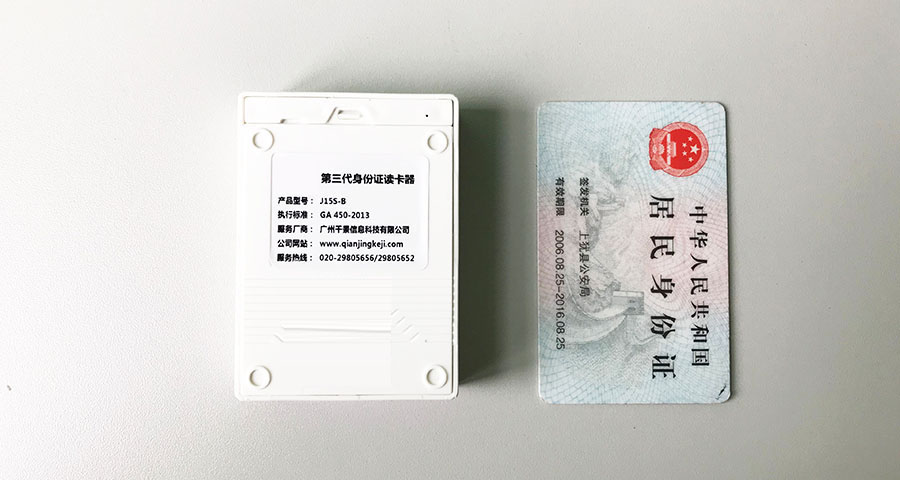 第三代身份证读卡器
产品型号： J15S-B
执行标准： GA 450-2013
服务厂商： 广州千景信息科技有限公司
公司网站： www.qianjingkeji.com
服务热线： 020-29805656/29805652
中华人民共和国
居民身份证
签发机关 上犹县公安局
有效期限 2006.08.25-2016.08.25